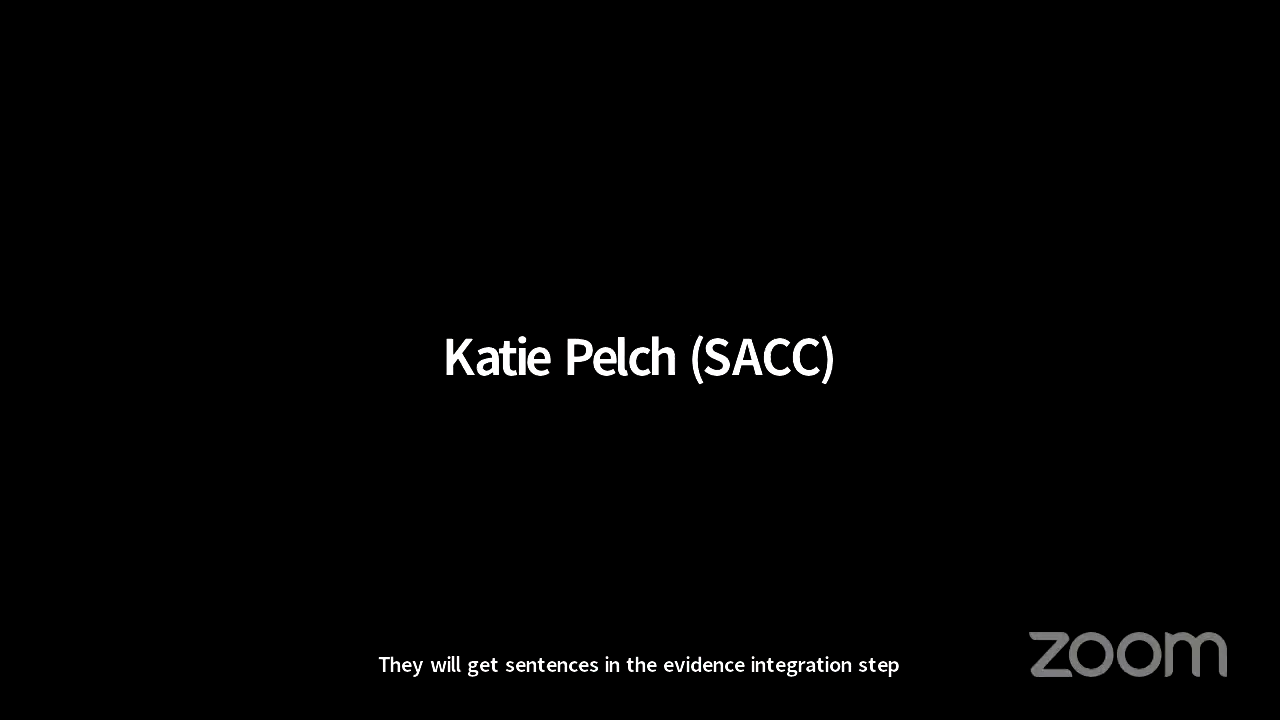 Katie Pelch (SACC)
They will get sentences in the evidence integration step
zoom